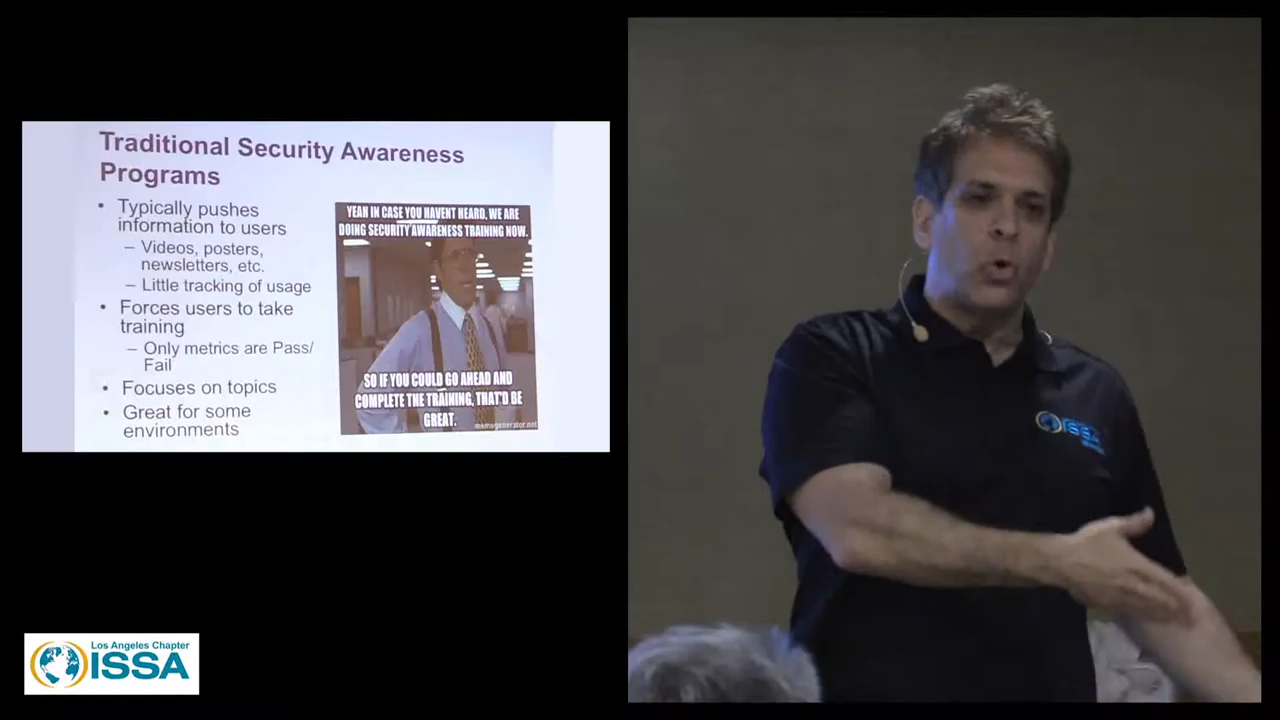 Traditional Security Awareness
Programs
• Typically pushes
information to users
– Videos, posters,
newsletters, etc.
– Little tracking of usage
• Forces users to take
training
– Only metrics are Pass/
Fail
• Focuses on topics
• Great for some
environments
YEAH IN CASE YOU HAVENT HEARD, WE ARE
DOING SECURITY AWARENESS TRAINING NOW.
SO IF YOU COULD GO AHEAD AND
COMPLETE THE TRAINING, THAT'D BE
GREAT.
memegenerator.net
ISSA
Los Angeles Chapter
ISSA